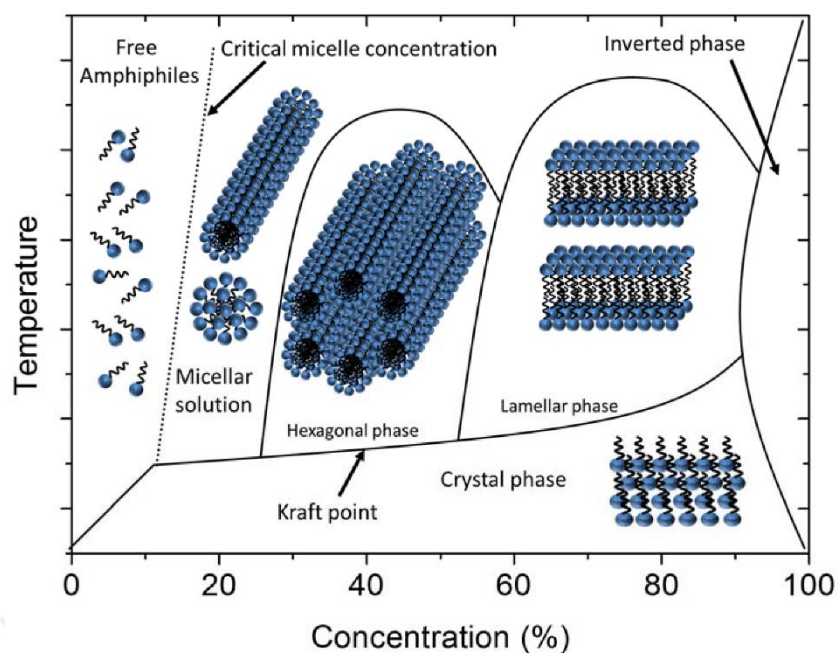 Free
Amphiphiles
Critical micelle concentration
Inverted phase
Temperature
Micellar
solution
Hexagonal phase
Lamellar phase
Kraft point
Crystal phase
0
20
40
60
80
100
Concentration (%)